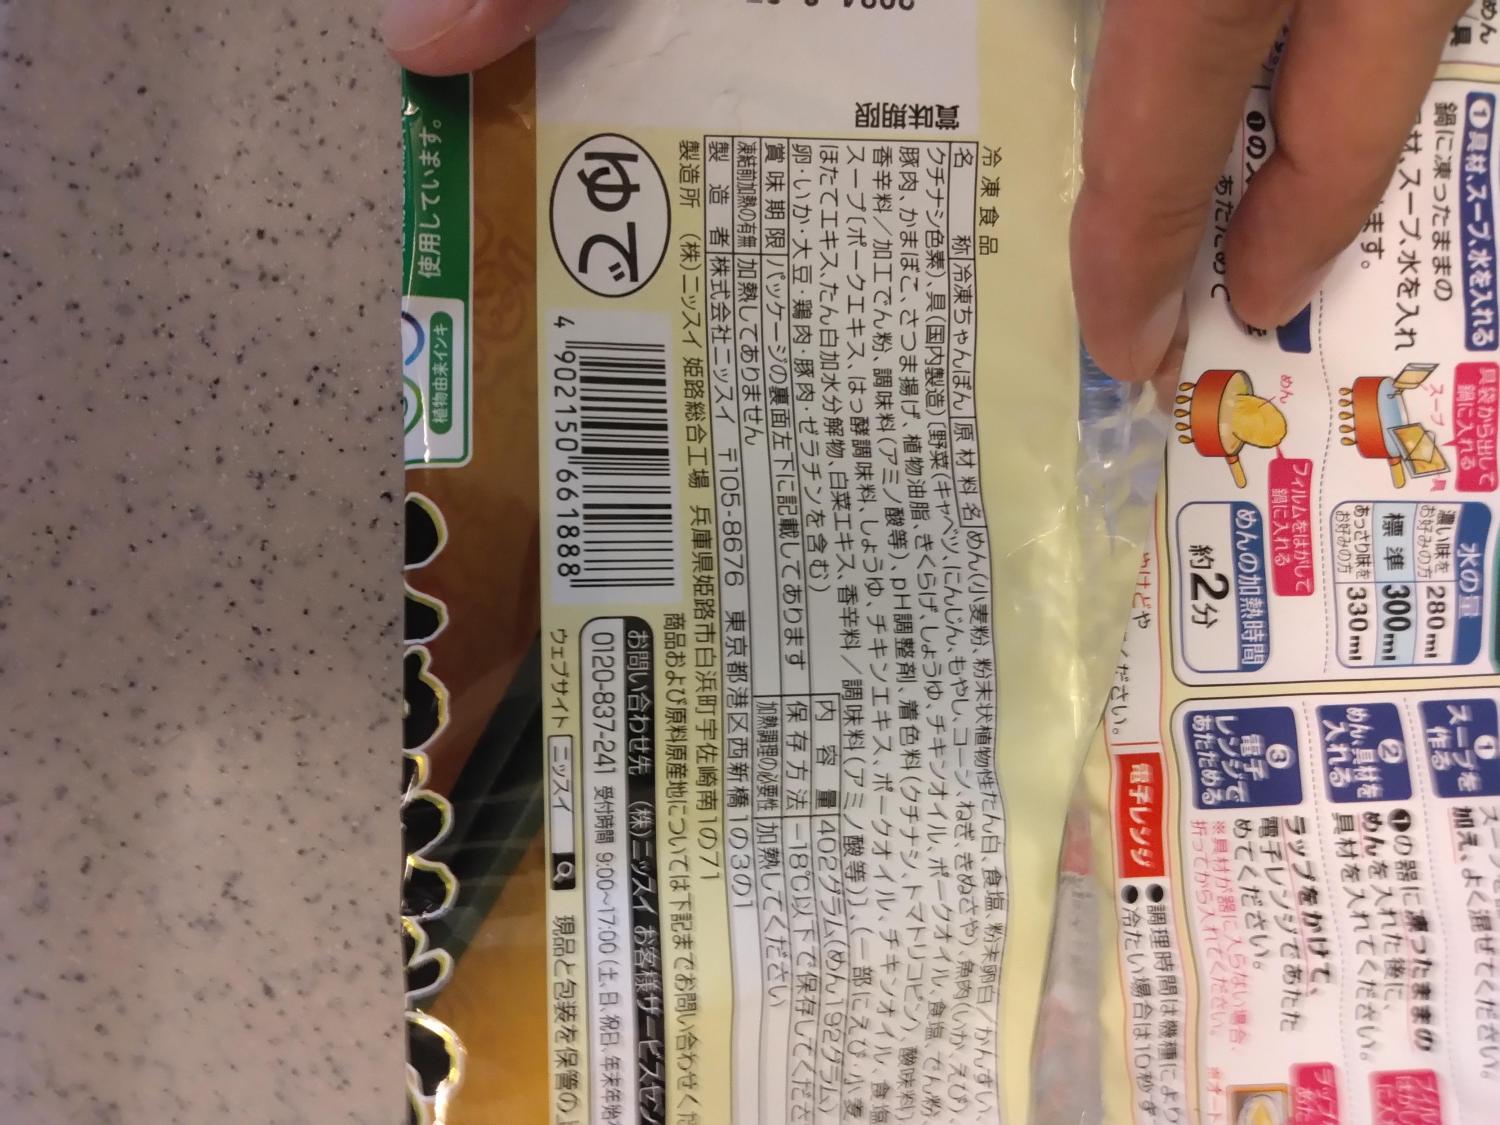 賞味期限
冷凍食品
名　称 冷凍ちゃんぽん 原材料名 めん(小麦粉、粉末状植物性たん白、食塩、粉末卵白/かんすい、
クチナシ色素)、具(国内製造)〔野菜(キャベツ、にんじん、もやし、コーン、ねぎ、きぬさや)、魚肉(いか、えび)、
豚肉、かまぼこ、さつま揚げ、植物油脂、きくらげ、しょうゆ、チキンオイル、ポークオイル、食塩、でん粉、
香辛料/加工でん粉、調味料(アミノ酸等)、pH調整剤、着色料(クチナシ、トマトリコピン)、酸味料〕
スープ〔ポークエキス、はっ酵調味料、しょうゆ、チキンエキス、ポークオイル、チキンオイル、食塩
ほたてエキス、たん白加水分解物、白菜エキス、香辛料/調味料(アミノ酸等)〕、(一部にえび・小麦
卵・いか・大豆・鶏肉・豚肉・ゼラチンを含む) 内容量 402グラム(めん192グラム)
賞味期限 パッケージの裏面左下に記載してあります 保存方法 -18℃以下で保存してくださ
凍結前加熱の有無 加熱してありません 加熱調理の必要性 加熱してください
製造者 株式会社ニッスイ 〒105-8676 東京都港区西新橋1の3の1
製造所 (株)ニッスイ 姫路総合工場 兵庫県姫路市白浜町宇佐崎南1の71
商品および原料原産地については下記までお問い合わせくだ
お問い合わせ先 (株)ニッスイ お客様サービスセン
0120-837-241 受付時間 9:00〜17:00(土、日、祝日、年末年始
ウェブサイト ニッスイ 現品と包装を保管の上
ゆで
4 902150 661888
使用しています。
植物由来インキ
めん
具
①具材、スープ、水を入れる
鍋に凍ったままの
材、スープ、水を入れ
ます。
具袋から出して
鍋に入れる
スープ
具
水の量
濃い味を
お好みの方 280ml
標準 300ml
あっさり味を
お好みの方 330ml
めん
フィルムをはがして
鍋に入れる
めんの加熱時間
約2分
ください。
①スープを
作る
加え、よく混ぜてください。
②めん、具材を
入れる
①の器に凍ったままの
めんを入れた後に、
具材を入れてください。
③電子
レンジで
あたためる
ラップをかけて、
電子レンジであたた
めてください。
※具材が器に入らない場合、
折ってから入れてください。
電子レンジ
●調理時間は機種により
●冷たい場合は10秒ず